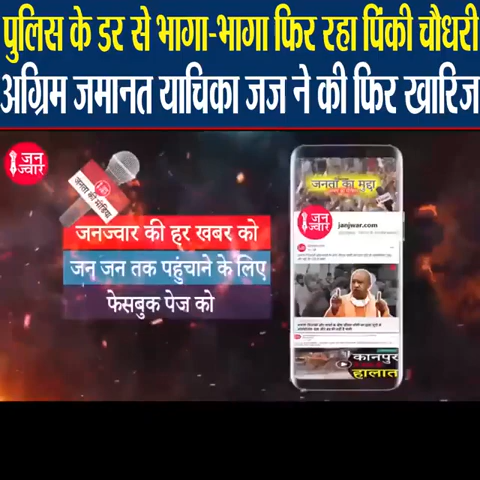 पुलिस के डर से भागा-भागा फिर रहा पिंकी चौधरी
अग्रिम जमानत याचिका जज ने की फिर खारिज
जन
ज्वार
जनता की मीडिया
जनज्वार की हर खबर को
जन जन तक पहुंचाने के लिए
फेसबुक पेज को
जनता का मुद्दा
जन
ज्वार
janjwar.com
कानपुर
हालात